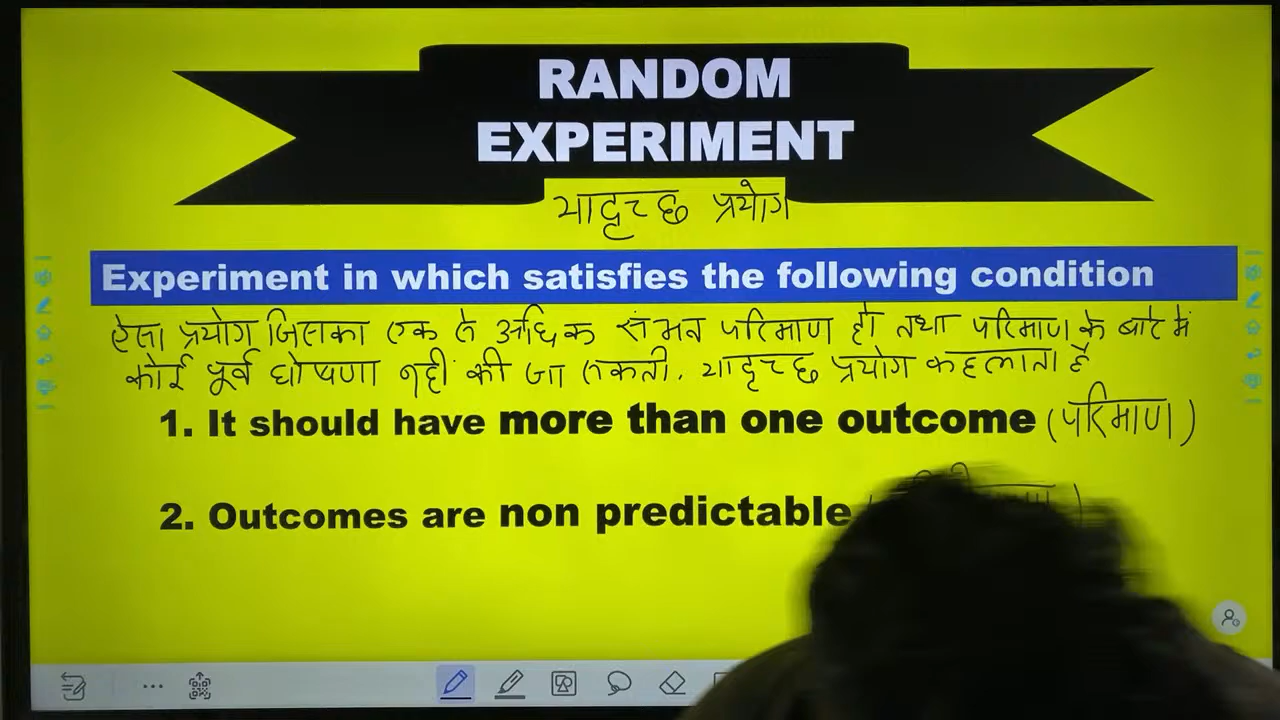 RANDOM
EXPERIMENT
यादृच्छ प्रयोग
Experiment in which satisfies the following condition
ऐसा प्रयोग जिसका एक से अधिक संभव परिमाण हो तथा परिमाण के बारे में
कोई पूर्व घोषणा नहीं की जा सकती. यादृच्छ प्रयोग कहलाता है
1. It should have more than one outcome (परिमाण)
2. Outcomes are non predictable